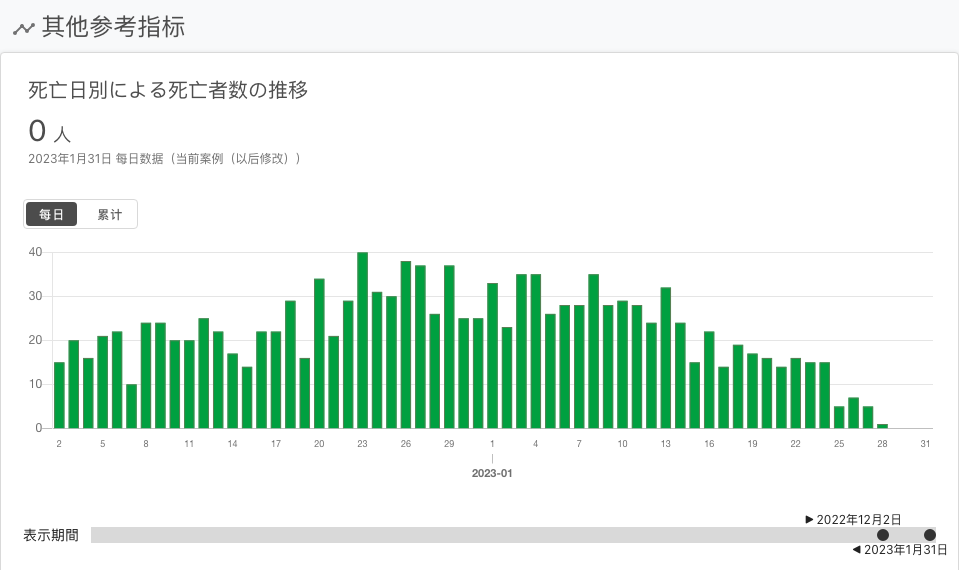 其他参考指标
死亡日別による死亡者数の推移
0 人
2023年1月31日 每日数据（当前案例（以后修改））
每日 累计
40
30
20
10
0
2 5 8 11 14 17 20 23 26 29 1 4 7 10 13 16 19 22 25 28 31
2023-01
▶ 2022年12月2日
表示期間
◀ 2023年1月31日